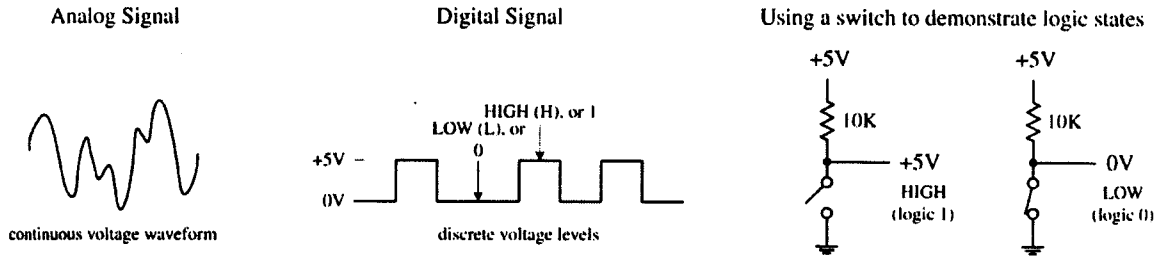 Analog Signal
continuous voltage waveform
Digital Signal
HIGH (H), or 1
LOW (L), or
0
+5V
0V
discrete voltage levels
Using a switch to demonstrate logic states
+5V
10K
+5V
HIGH
(logic 1)
+5V
10K
0V
LOW
(logic 0)